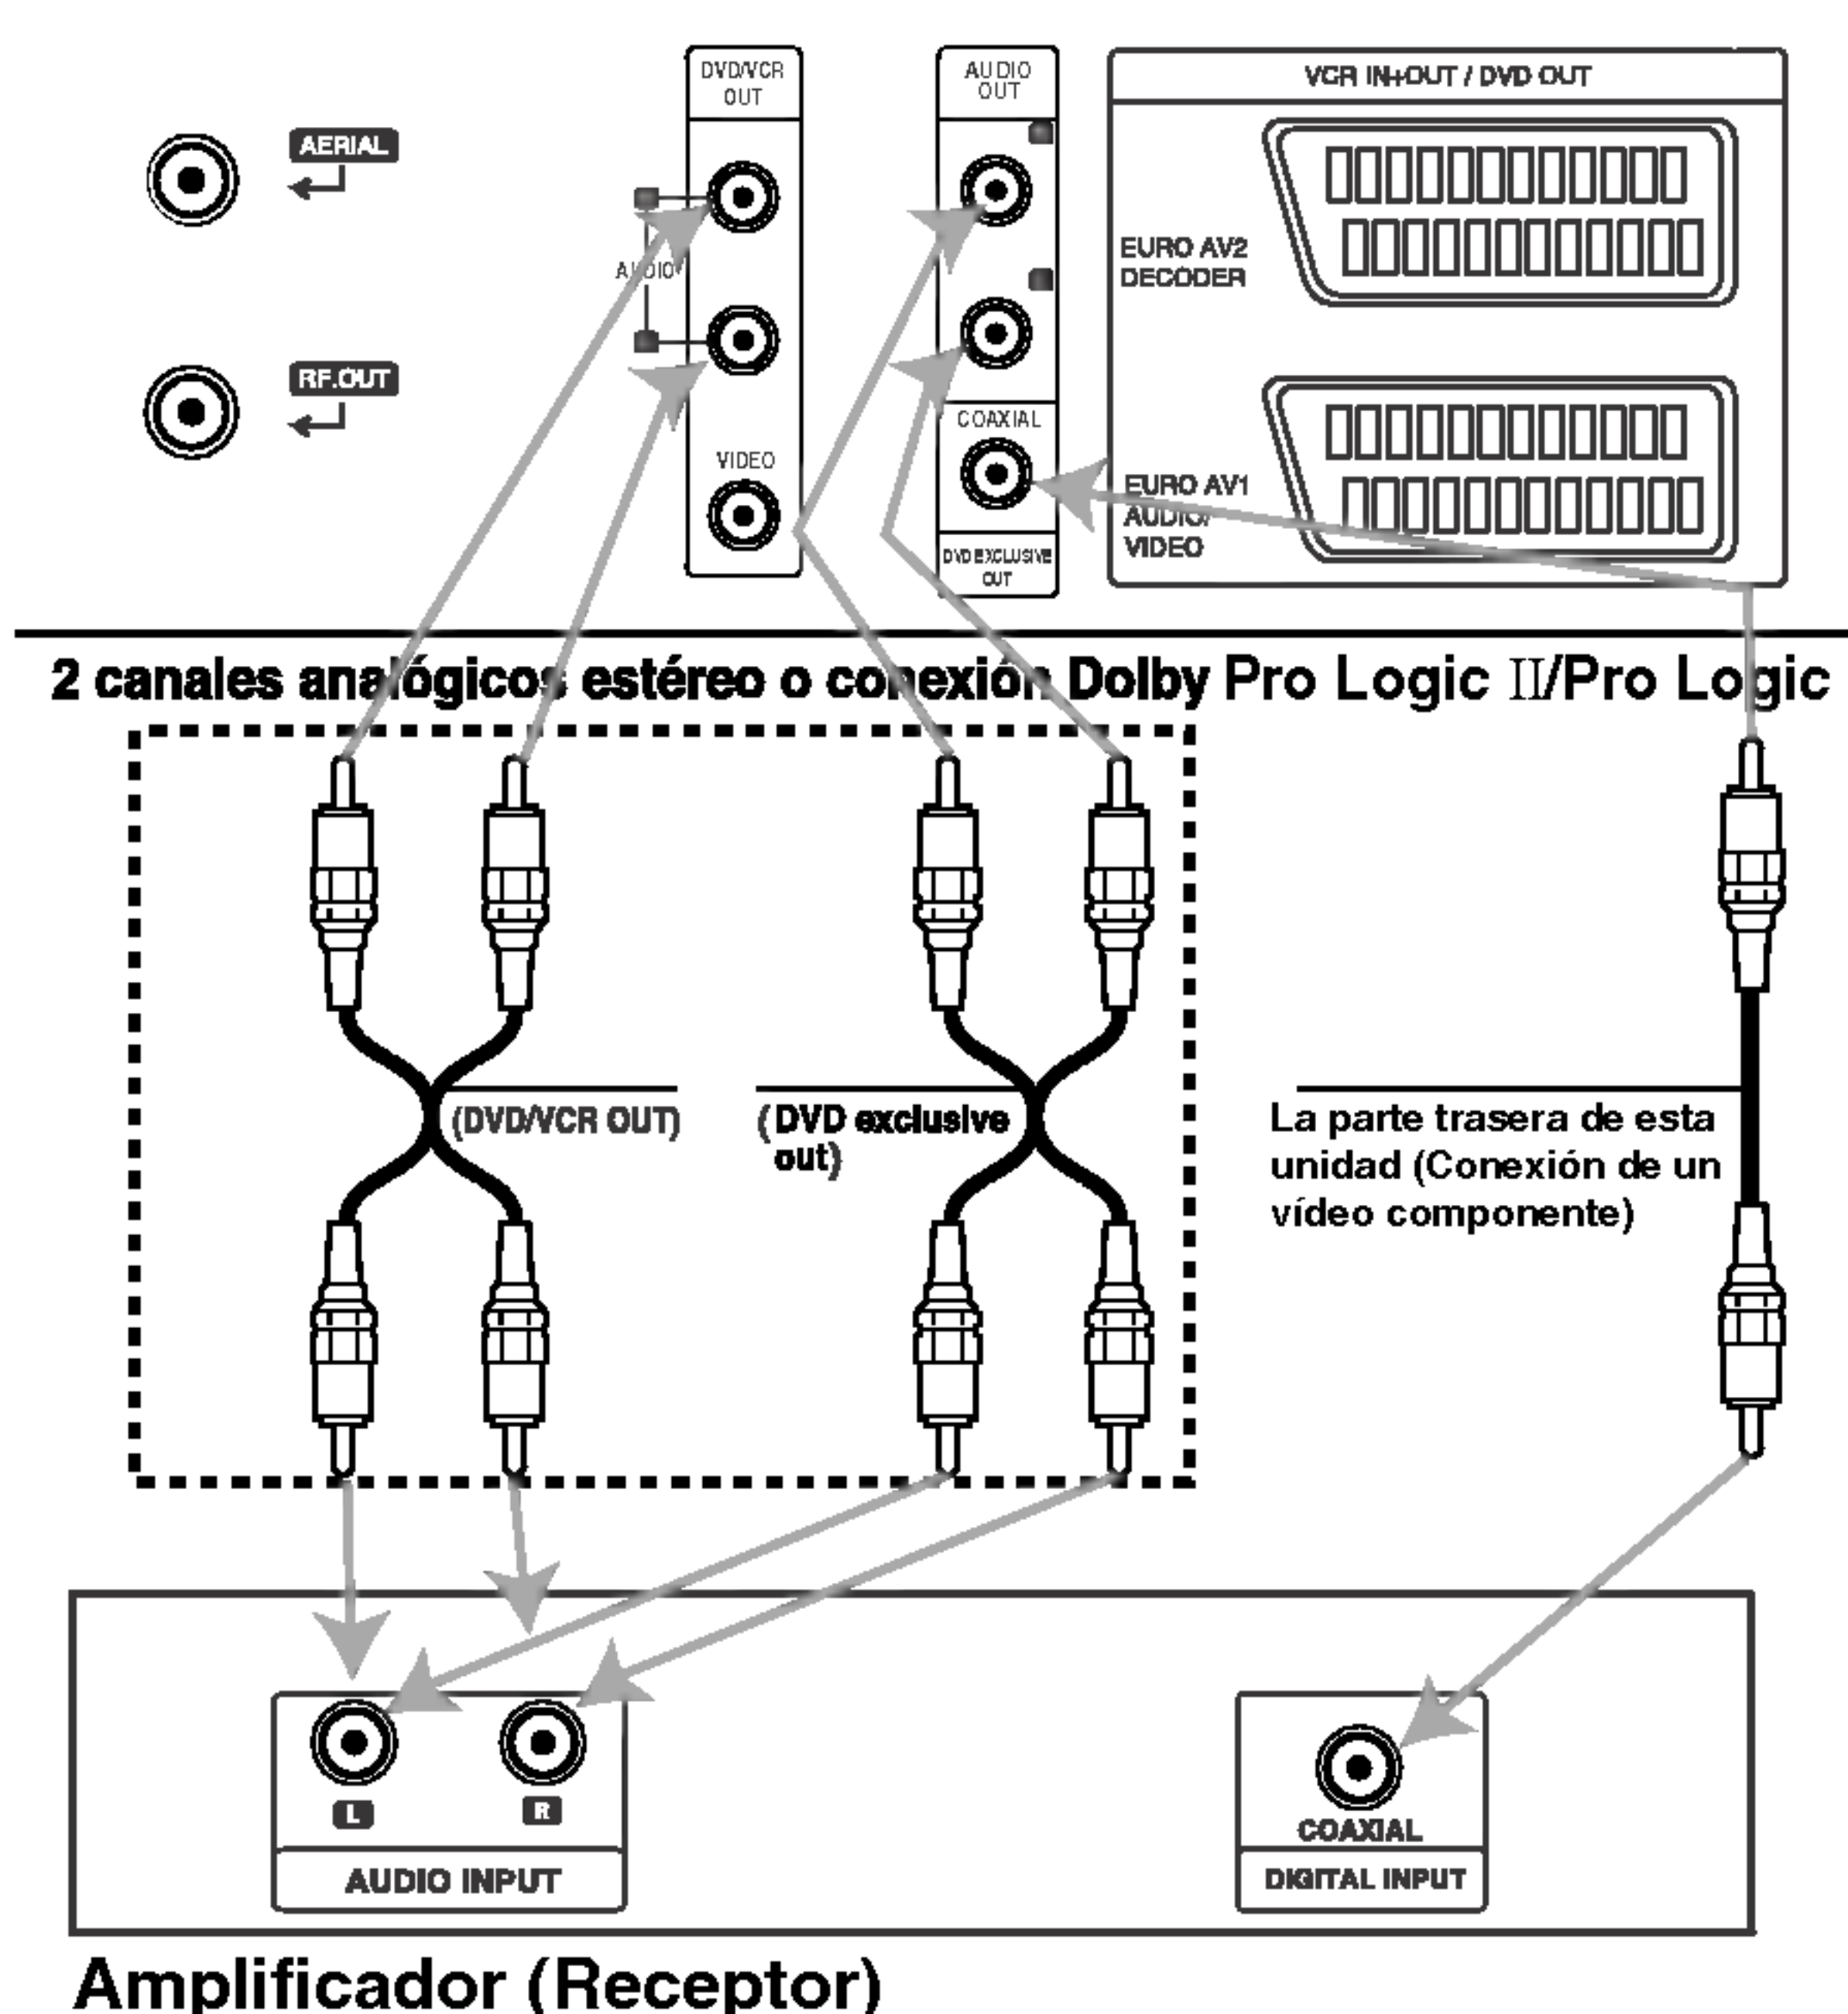 DVD/VCR
OUT
AUDIO
OUT
VCR IN+OUT / DVD OUT
AERIAL
EURO AV2
DECODER
AUDIO
RF.OUT
COAXIAL
VIDEO
EURO AV1
AUDIO/
VIDEO
DVD EXCLUSIVE
OUT
2 canales analógicos estéreo o conexión Dolby Pro Logic II/Pro Logic
(DVD/VCR OUT)
(DVD exclusive
out)
La parte trasera de esta
unidad (Conexión de un
vídeo componente)
L
R
AUDIO INPUT
COAXIAL
DIGITAL INPUT
Amplificador (Receptor)